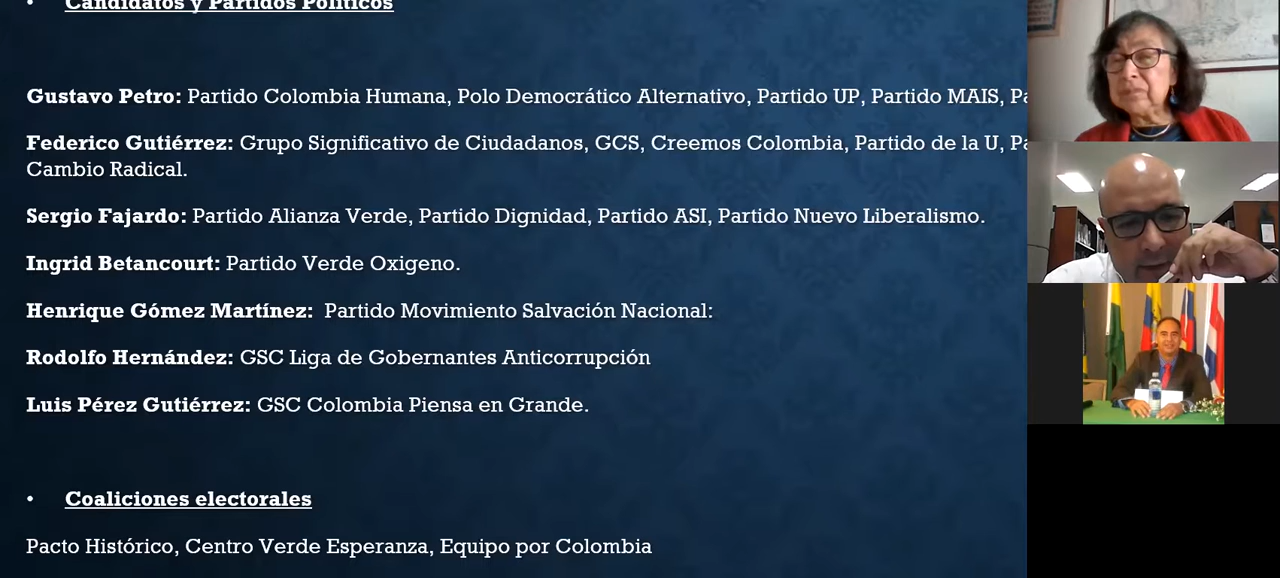 • Candidatos y Partidos Políticos
Gustavo Petro: Partido Colombia Humana, Polo Democrático Alternativo, Partido UP, Partido MAIS,
Federico Gutiérrez: Grupo Significativo de Ciudadanos, GCS, Creemos Colombia, Partido de la U,
Cambio Radical.
Sergio Fajardo: Partido Alianza Verde, Partido Dignidad, Partido ASI, Partido Nuevo Liberalismo.
Ingrid Betancourt: Partido Verde Oxigeno.
Henrique Gómez Martínez: Partido Movimiento Salvación Nacional:
Rodolfo Hernández: GSC Liga de Gobernantes Anticorrupción
Luis Pérez Gutiérrez: GSC Colombia Piensa en Grande.
• Coaliciones electorales
Pacto Histórico, Centro Verde Esperanza, Equipo por Colombia